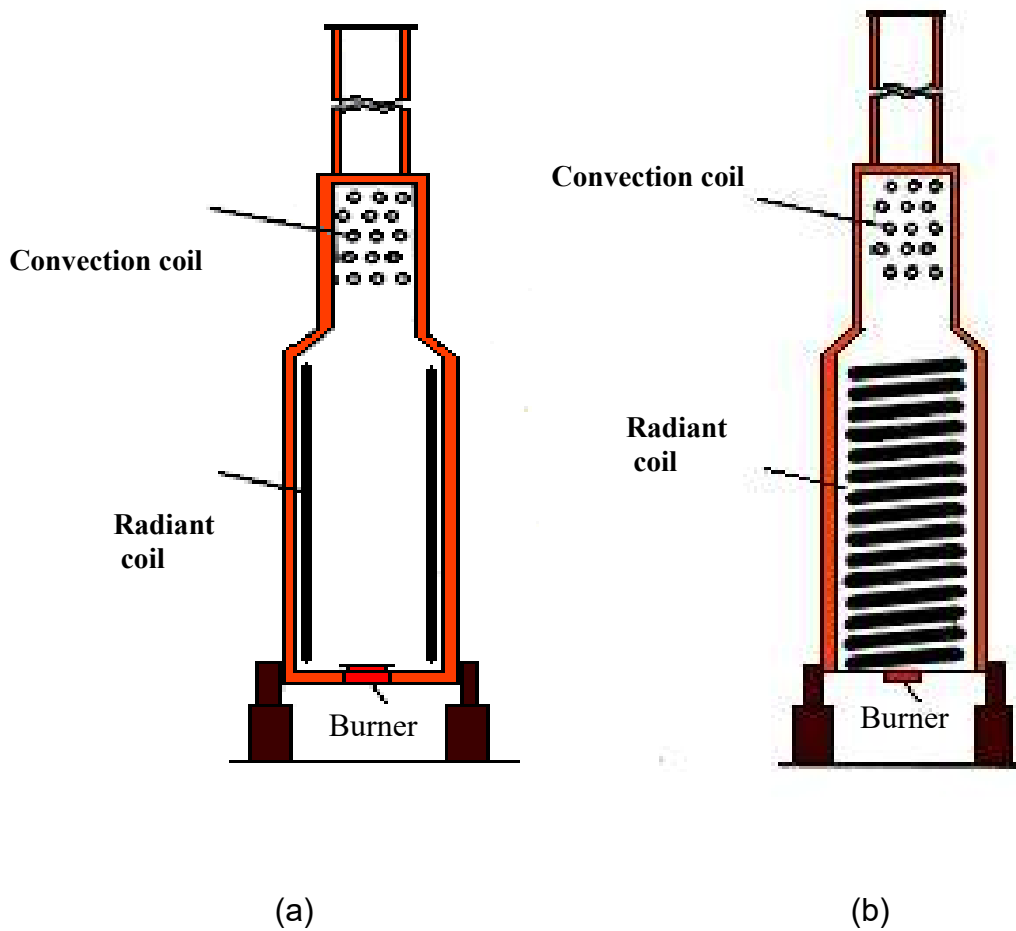 Convection coil
Radiant
coil
Burner
(a)
Convection coil
Radiant
coil
Burner
(b)